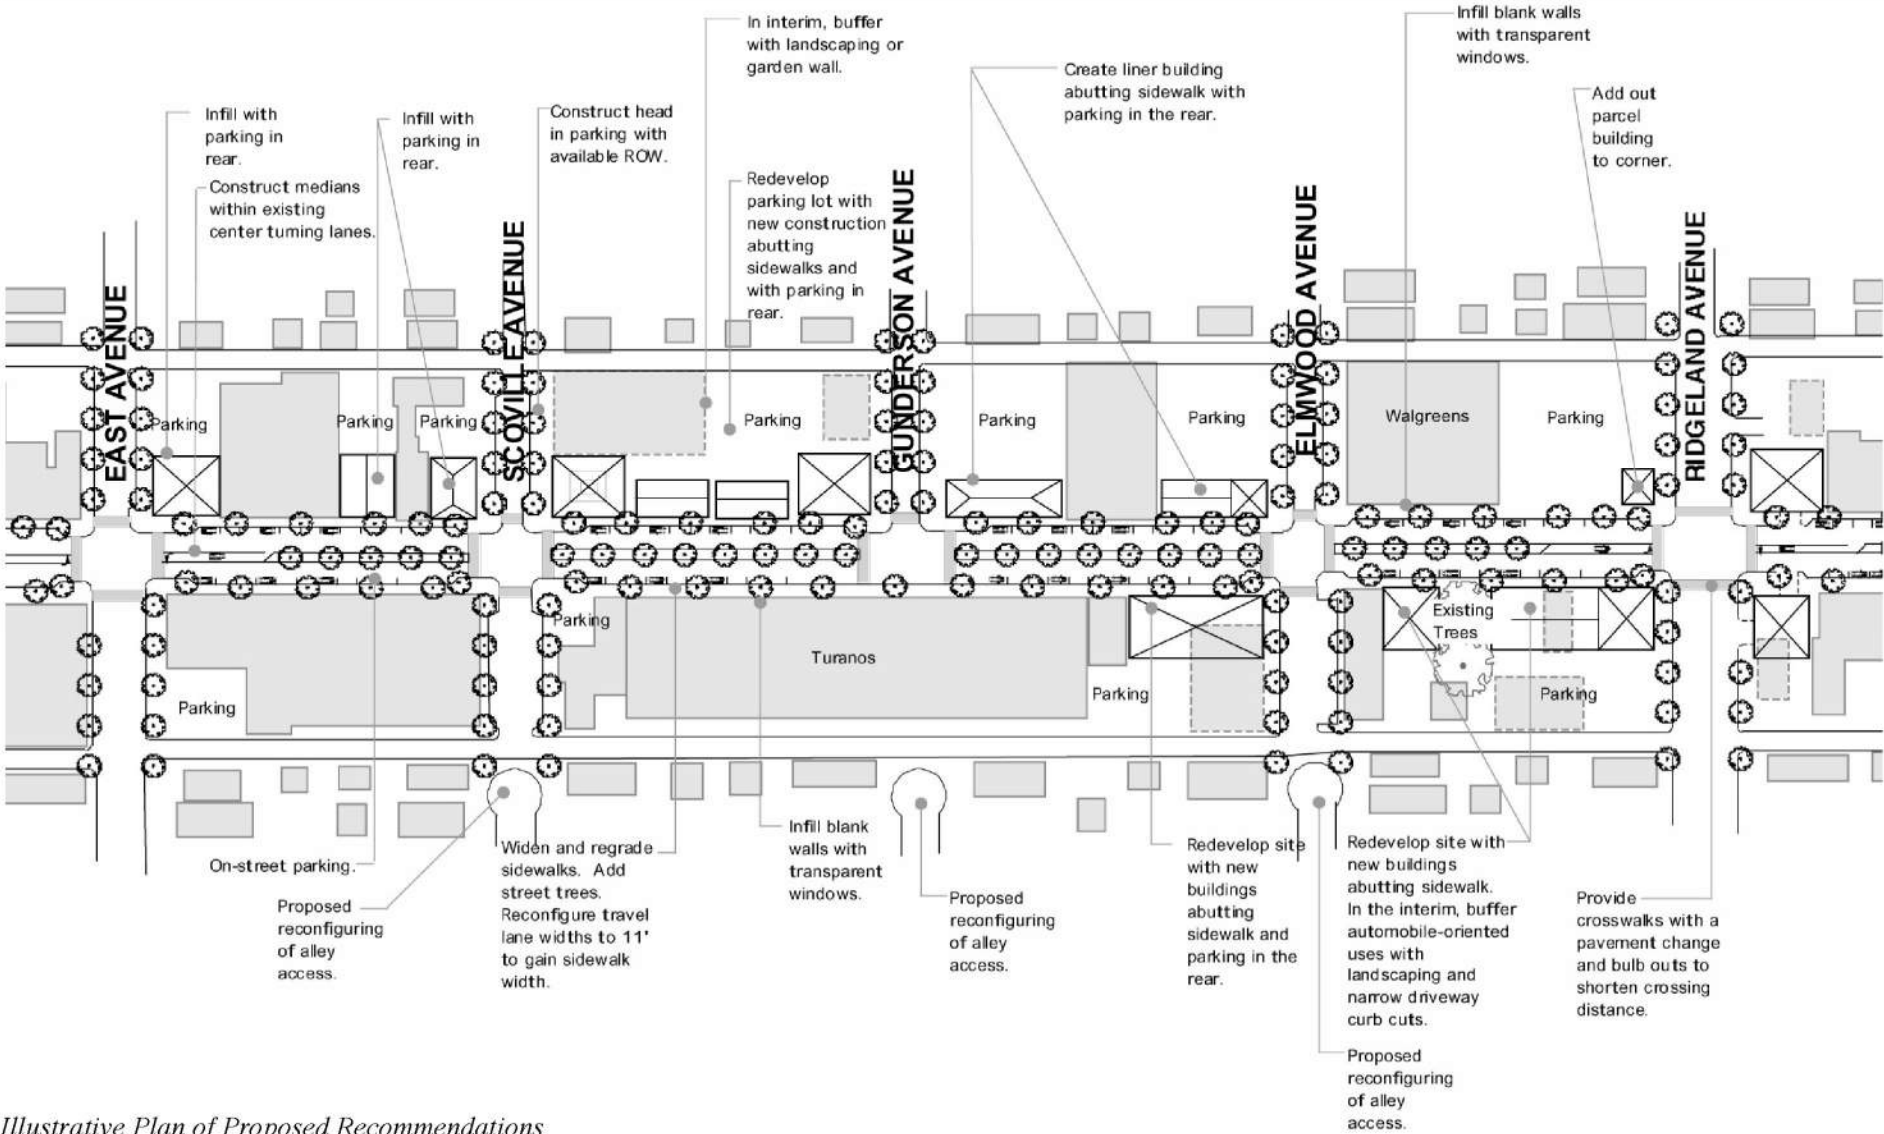 In interim, buffer
with landscaping or
garden wall.
Infill blank walls
with transparent
windows.
Create liner building
abutting sidewalk with
parking in the rear.
Add out
parcel
building
to corner.
Infill with
parking in
rear.
Infill with
parking in
rear.
Construct head
in parking with
available ROW.
Construct medians
within existing
center turning lanes.
Redevelop
parking lot with
new construction
abutting
sidewalks and
with parking in
rear.
EAST AVENUE
SCOVILLE AVENUE
GUNDERSON AVENUE
ELMWOOD AVENUE
RIDGELAND AVENUE
Parking
Parking
Parking
Parking
Parking
Parking
Walgreens
Parking
Parking
Turanos
Existing
Trees
Parking
Parking
Parking
On-street parking.
Proposed
reconfiguring
of alley
access.
Widen and regrade
sidewalks. Add
street trees.
Reconfigure travel
lane widths to 11'
to gain sidewalk
width.
Infill blank
walls with
transparent
windows.
Proposed
reconfiguring
of alley
access.
Redevelop site
with new
buildings
abutting
sidewalk and
parking in the
rear.
Redevelop site with
new buildings
abutting sidewalk.
In the interim, buffer
automobile-oriented
uses with
landscaping and
narrow driveway
curb cuts.
Provide
crosswalks with a
pavement change
and bulb outs to
shorten crossing
distance.
Proposed
reconfiguring
of alley
access.
Illustrative Plan of Proposed Recommendations